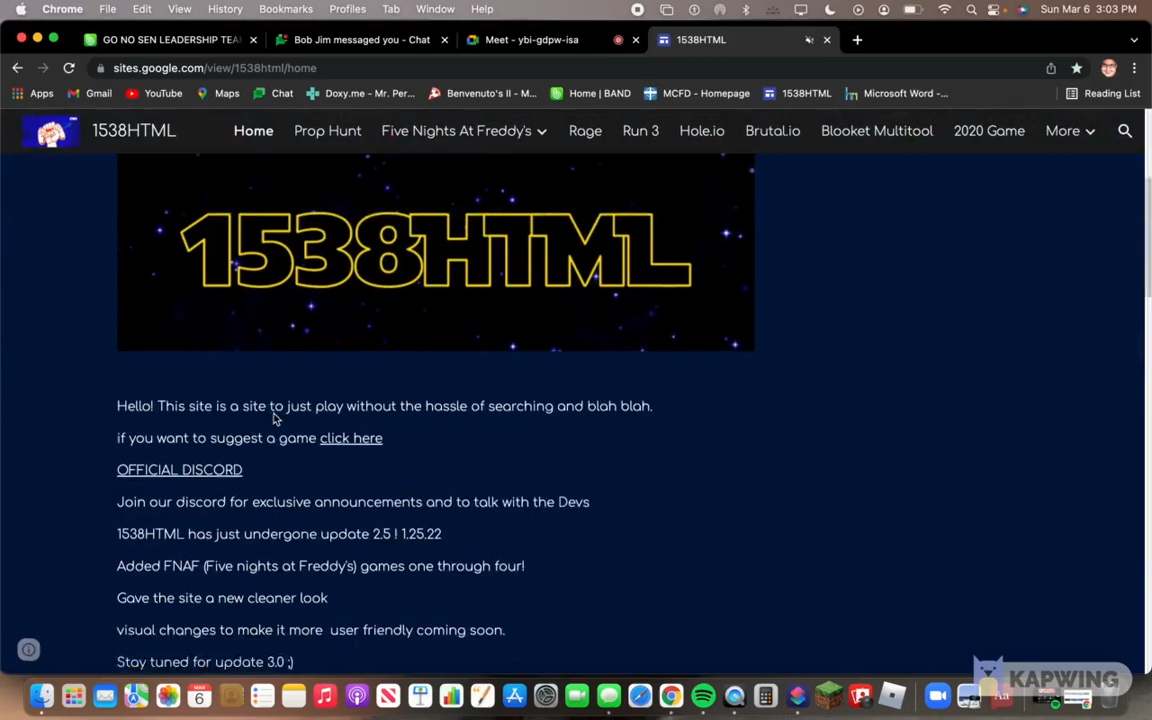 Chrome File Edit View History Bookmarks Profiles Tab Window Help Sun Mar 6 3:03 PM
GO NO SEN LEADERSHIP TEA Bob Jim messaged you - Chat Meet - ybi-gdpw-isa 1538HTML
sites.google.com/view/1538html/home
Apps Gmail YouTube Maps Chat Doxy.me - Mr. Per... Benvenuto's II - M... Home | BAND MCFD - Homepage 1538HTML Microsoft Word -... Reading List
1538HTML Home Prop Hunt Five Nights At Freddy's Rage Run 3 Hole.io Brutal.io Blooket Multitool 2020 Game More
1538HTML
Hello! This site is a site to just play without the hassle of searching and blah blah.
if you want to suggest a game click here
OFFICIAL DISCORD
Join our discord for exclusive announcements and to talk with the Devs
1538HTML has just undergone update 2.5 ! 1.25.22
Added FNAF (Five nights at Freddy's) games one through four!
Gave the site a new cleaner look
visual changes to make it more user friendly coming soon.
Stay tuned for update 3.0 ;)
KAPWING
MAR
6